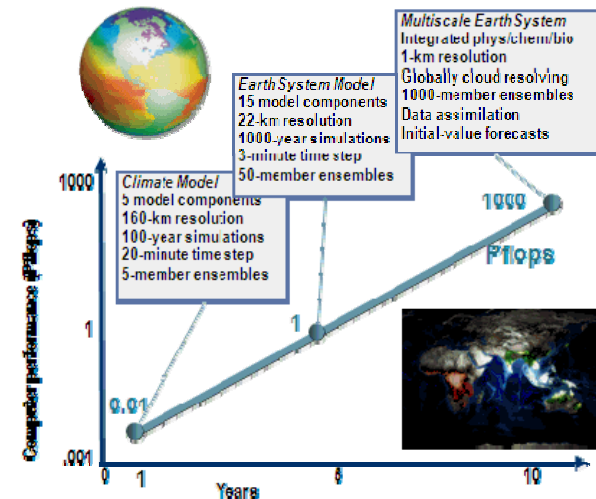 Multiscale Earth System
Integrated phys/chem/bio
1-km resolution
Globally cloud resolving
1000-member ensembles
Data assimilation
Initial-value forecasts
Earth System Model
15 model components
22-km resolution
1000-year simulations
3-minute time step
50-member ensembles
Climate Model
5 model components
160-km resolution
100-year simulations
20-minute time step
5-member ensembles
1000
1
.001
Computer performance (Pflops)
0.01
1
1000
Pflops
0
1
10
Years